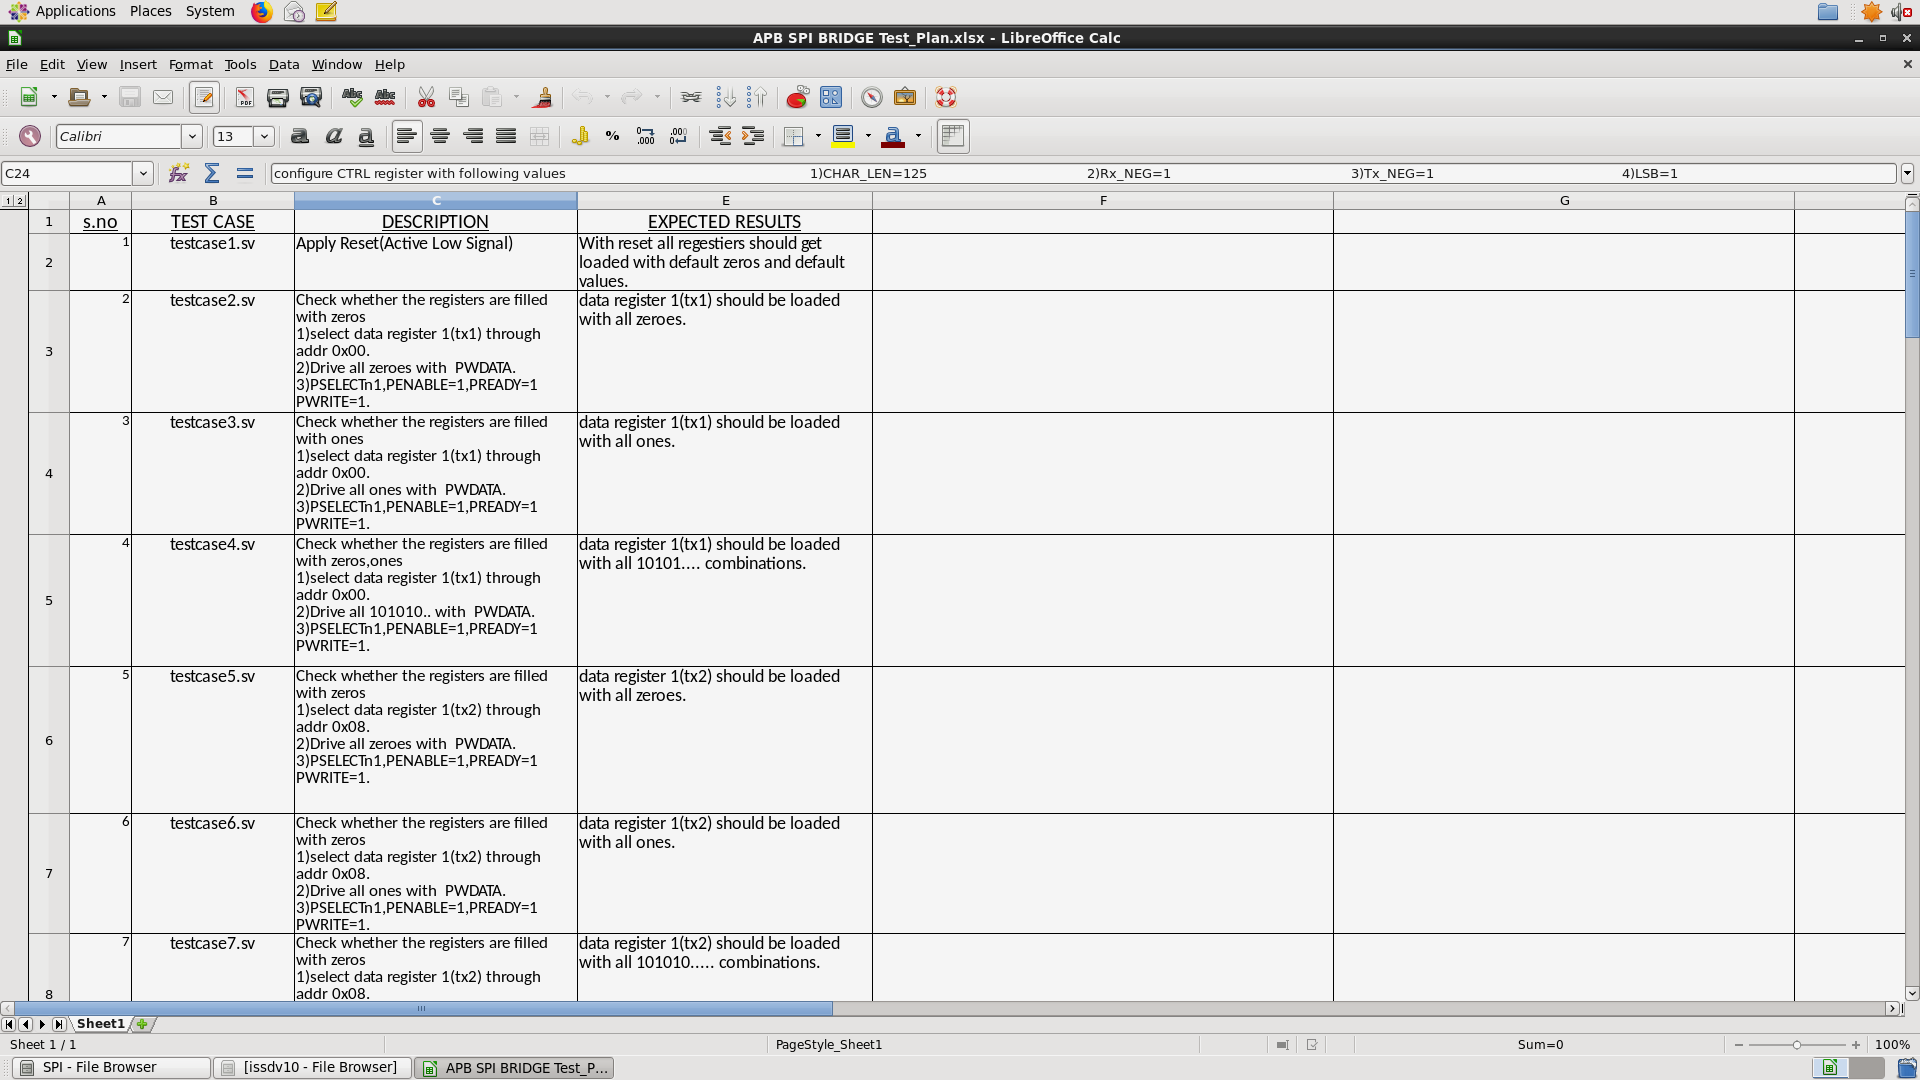 Applications Places System
APB SPI BRIDGE Test_Plan.xlsx - LibreOffice Calc
File Edit View Insert Format Tools Data Window Help
Calibri 13
C24 configure CTRL register with following values 1)CHAR_LEN=125 2)Rx_NEG=1 3)Tx_NEG=1 4)LSB=1
1 2 A B C E F G
1 s.no TEST CASE DESCRIPTION EXPECTED RESULTS
2
1
testcase1.sv
Apply Reset(Active Low Signal)
With reset all regestiers should get
loaded with default zeros and default
values.
3
2
testcase2.sv
Check whether the registers are filled
with zeros
1)select data register 1(tx1) through
addr 0x00.
2)Drive all zeroes with  PWDATA.
3)PSELECTn1,PENABLE=1,PREADY=1
PWRITE=1.
data register 1(tx1) should be loaded
with all zeroes.
4
3
testcase3.sv
Check whether the registers are filled
with ones
1)select data register 1(tx1) through
addr 0x00.
2)Drive all ones with  PWDATA.
3)PSELECTn1,PENABLE=1,PREADY=1
PWRITE=1.
data register 1(tx1) should be loaded
with all ones.
5
4
testcase4.sv
Check whether the registers are filled
with zeros,ones
1)select data register 1(tx1) through
addr 0x00.
2)Drive all 101010.. with  PWDATA.
3)PSELECTn1,PENABLE=1,PREADY=1
PWRITE=1.
data register 1(tx1) should be loaded
with all 10101.... combinations.
6
5
testcase5.sv
Check whether the registers are filled
with zeros
1)select data register 1(tx2) through
addr 0x08.
2)Drive all zeroes with  PWDATA.
3)PSELECTn1,PENABLE=1,PREADY=1
PWRITE=1.
data register 1(tx2) should be loaded
with all zeroes.
7
6
testcase6.sv
Check whether the registers are filled
with zeros
1)select data register 1(tx2) through
addr 0x08.
2)Drive all ones with  PWDATA.
3)PSELECTn1,PENABLE=1,PREADY=1
PWRITE=1.
data register 1(tx2) should be loaded
with all ones.
8
7
testcase7.sv
Check whether the registers are filled
with zeros
1)select data register 1(tx2) through
addr 0x08.
data register 1(tx2) should be loaded
with all 101010..... combinations.
Sheet1
Sheet 1 / 1 PageStyle_Sheet1 Sum=0 100%
SPI - File Browser [issdv10 - File Browser] APB SPI BRIDGE Test_P...